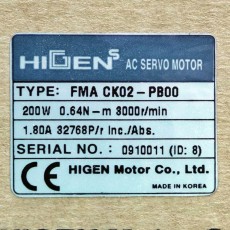 HIGEN S AC SERVO MOTOR
TYPE: FMA CK02-PB00
200W 0.64N-m 3000r/min
1.80A 32768P/r Inc./Abs.
SERIAL NO. : 0910011 (ID: 8)
CE HIGEN Motor Co., Ltd.
MADE IN KOREA